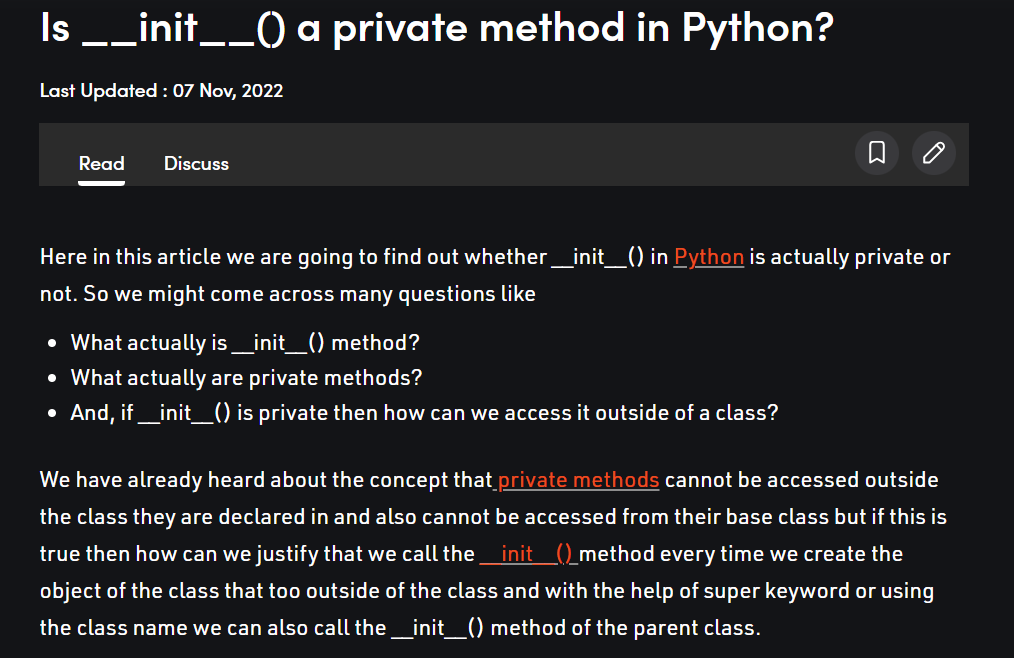 Is __init__() a private method in Python?
Last Updated : 07 Nov, 2022
Read Discuss
Here in this article we are going to find out whether __init__() in Python is actually private or
not. So we might come across many questions like
• What actually is __init__() method?
• What actually are private methods?
• And, if __init__() is private then how can we access it outside of a class?
We have already heard about the concept that private methods cannot be accessed outside
the class they are declared in and also cannot be accessed from their base class but if this is
true then how can we justify that we call the __init__() method every time we create the
object of the class that too outside of the class and with the help of super keyword or using
the class name we can also call the __init__() method of the parent class.